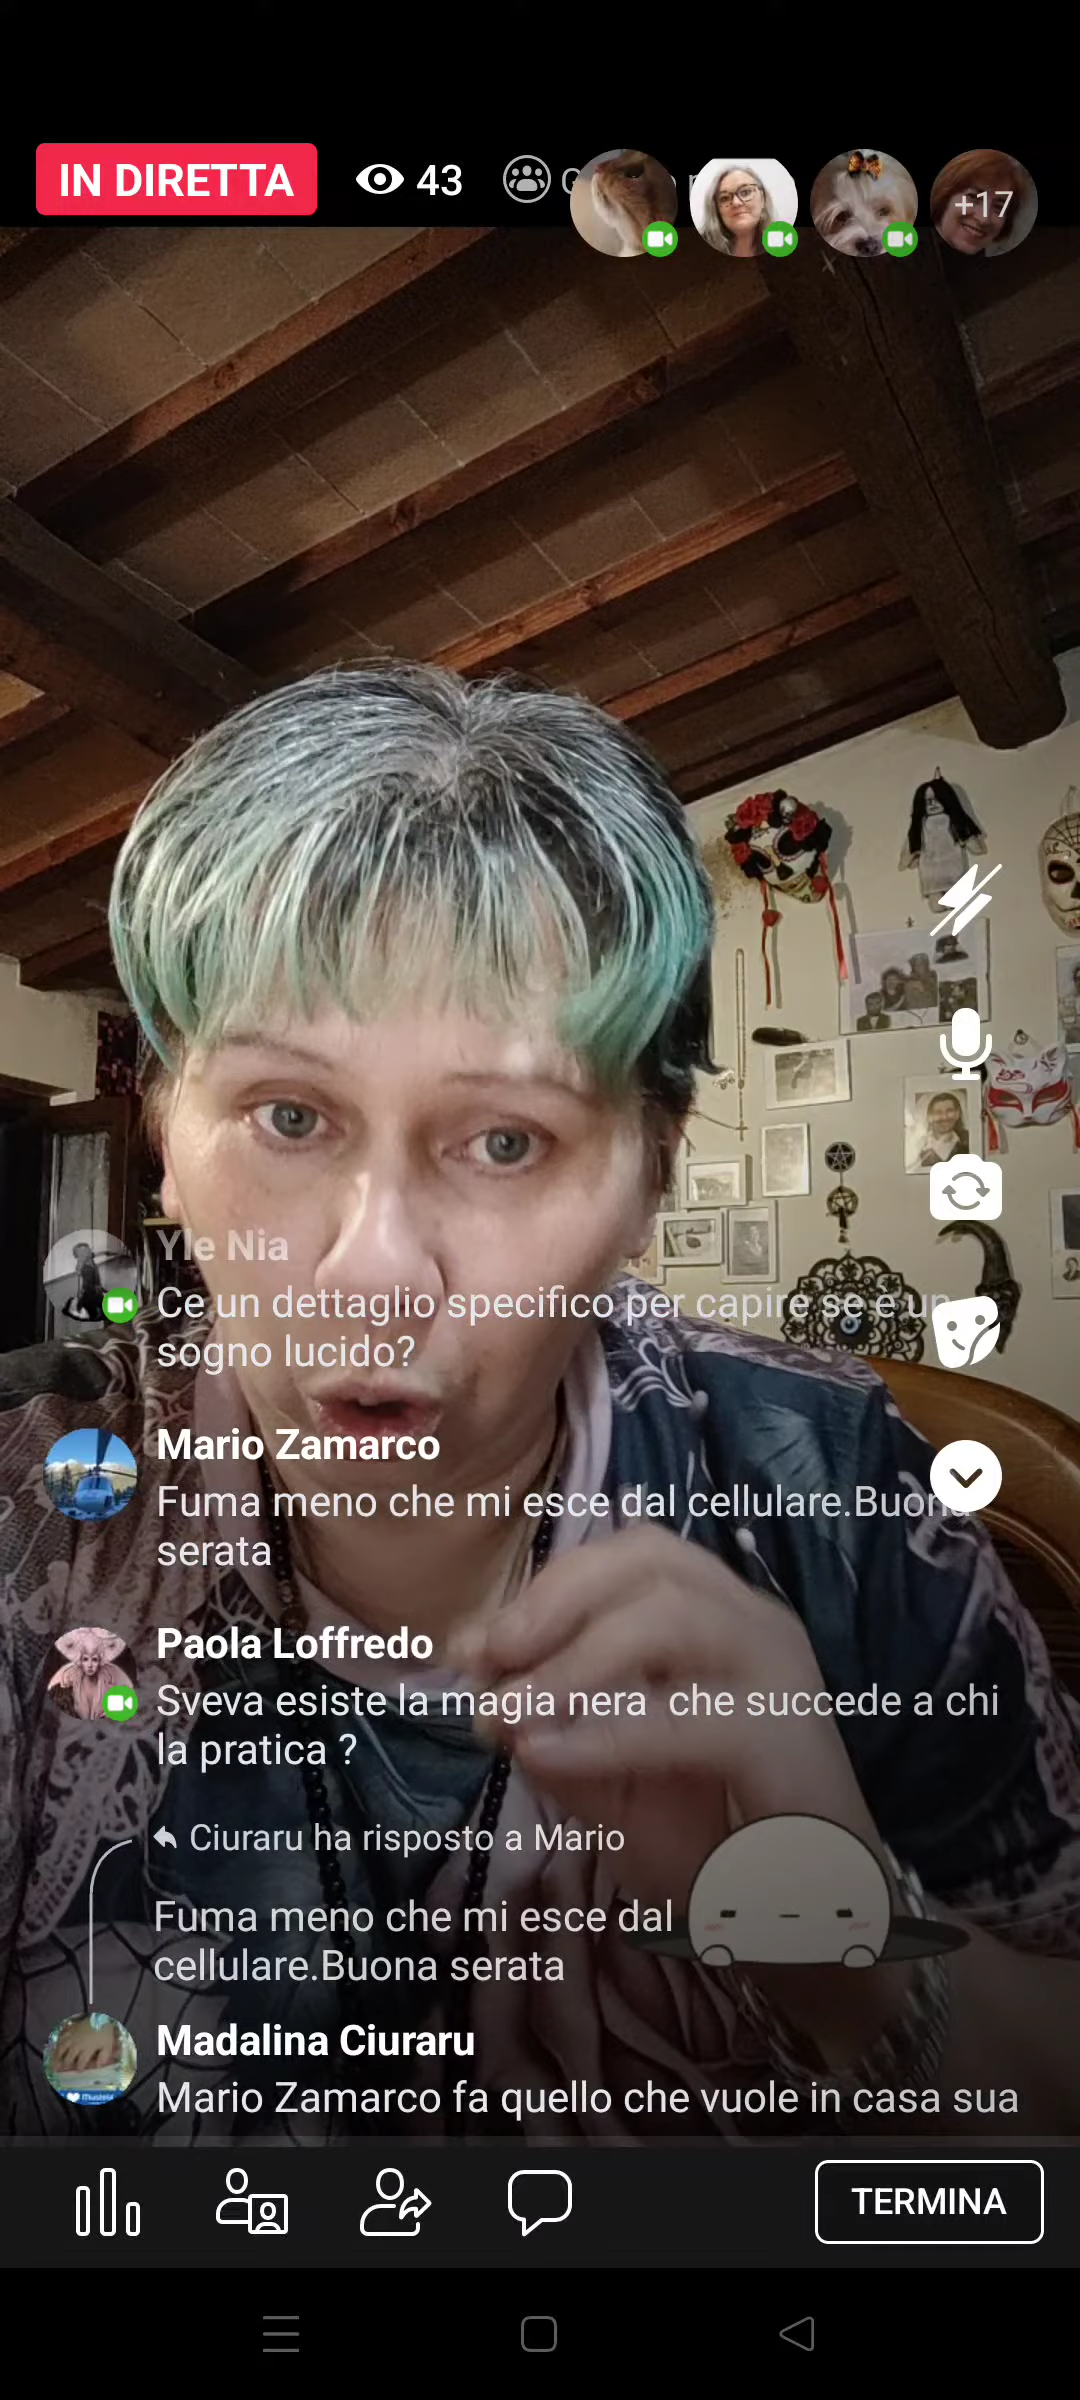 IN DIRETTA
43
+17
Yle Nia
Ce un dettaglio specifico per capire se è un
sogno lucido?
Mario Zamarco
Fuma meno che mi esce dal cellulare.Buona
serata
Paola Loffredo
Sveva esiste la magia nera  che succede a chi
la pratica ?
Ciuraru ha risposto a Mario
Fuma meno che mi esce dal
cellulare.Buona serata
Madalina Ciuraru
Mario Zamarco fa quello che vuole in casa sua
TERMINA